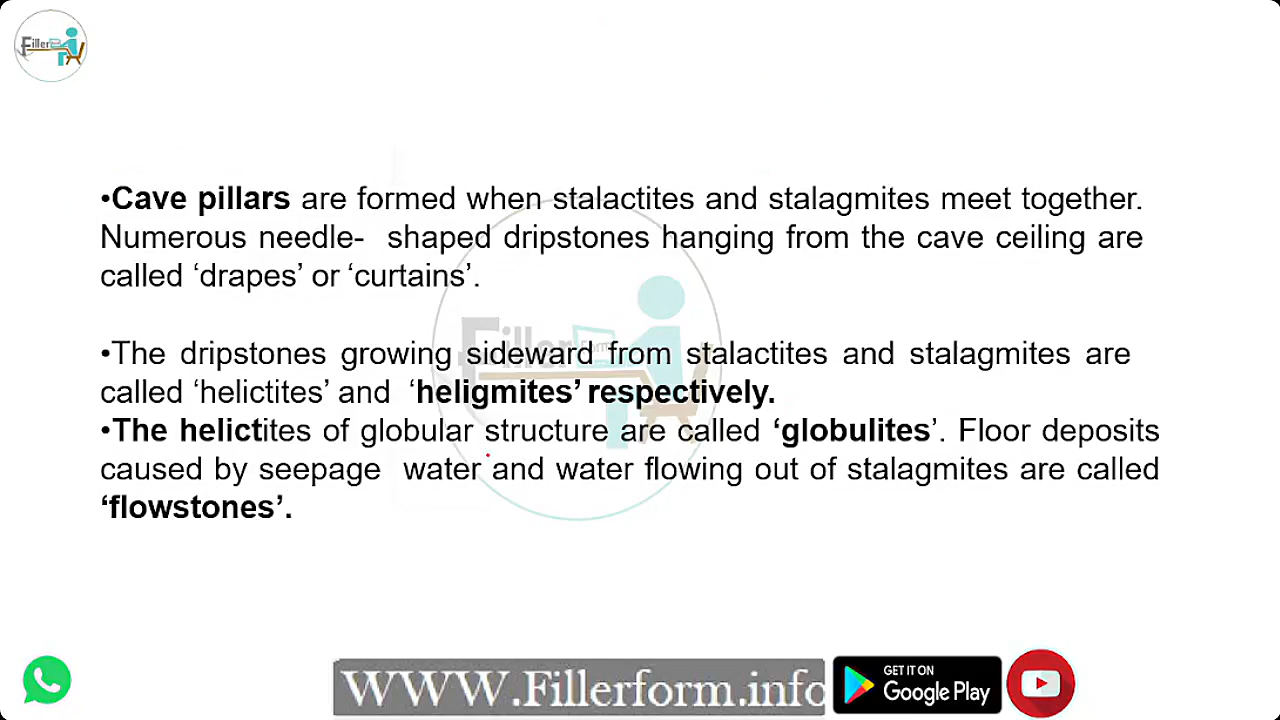 Fillerform
•Cave pillars are formed when stalactites and stalagmites meet together.
Numerous needle- shaped dripstones hanging from the cave ceiling are
called ‘drapes’ or ‘curtains’.
•The dripstones growing sideward from stalactites and stalagmites are
called ‘helictites’ and ‘heligmites’ respectively.
•The helictites of globular structure are called ‘globulites’. Floor deposits
caused by seepage water and water flowing out of stalagmites are called
‘flowstones’.
Filler form
WWW.Fillerform.info
GET IT ON
Google Play